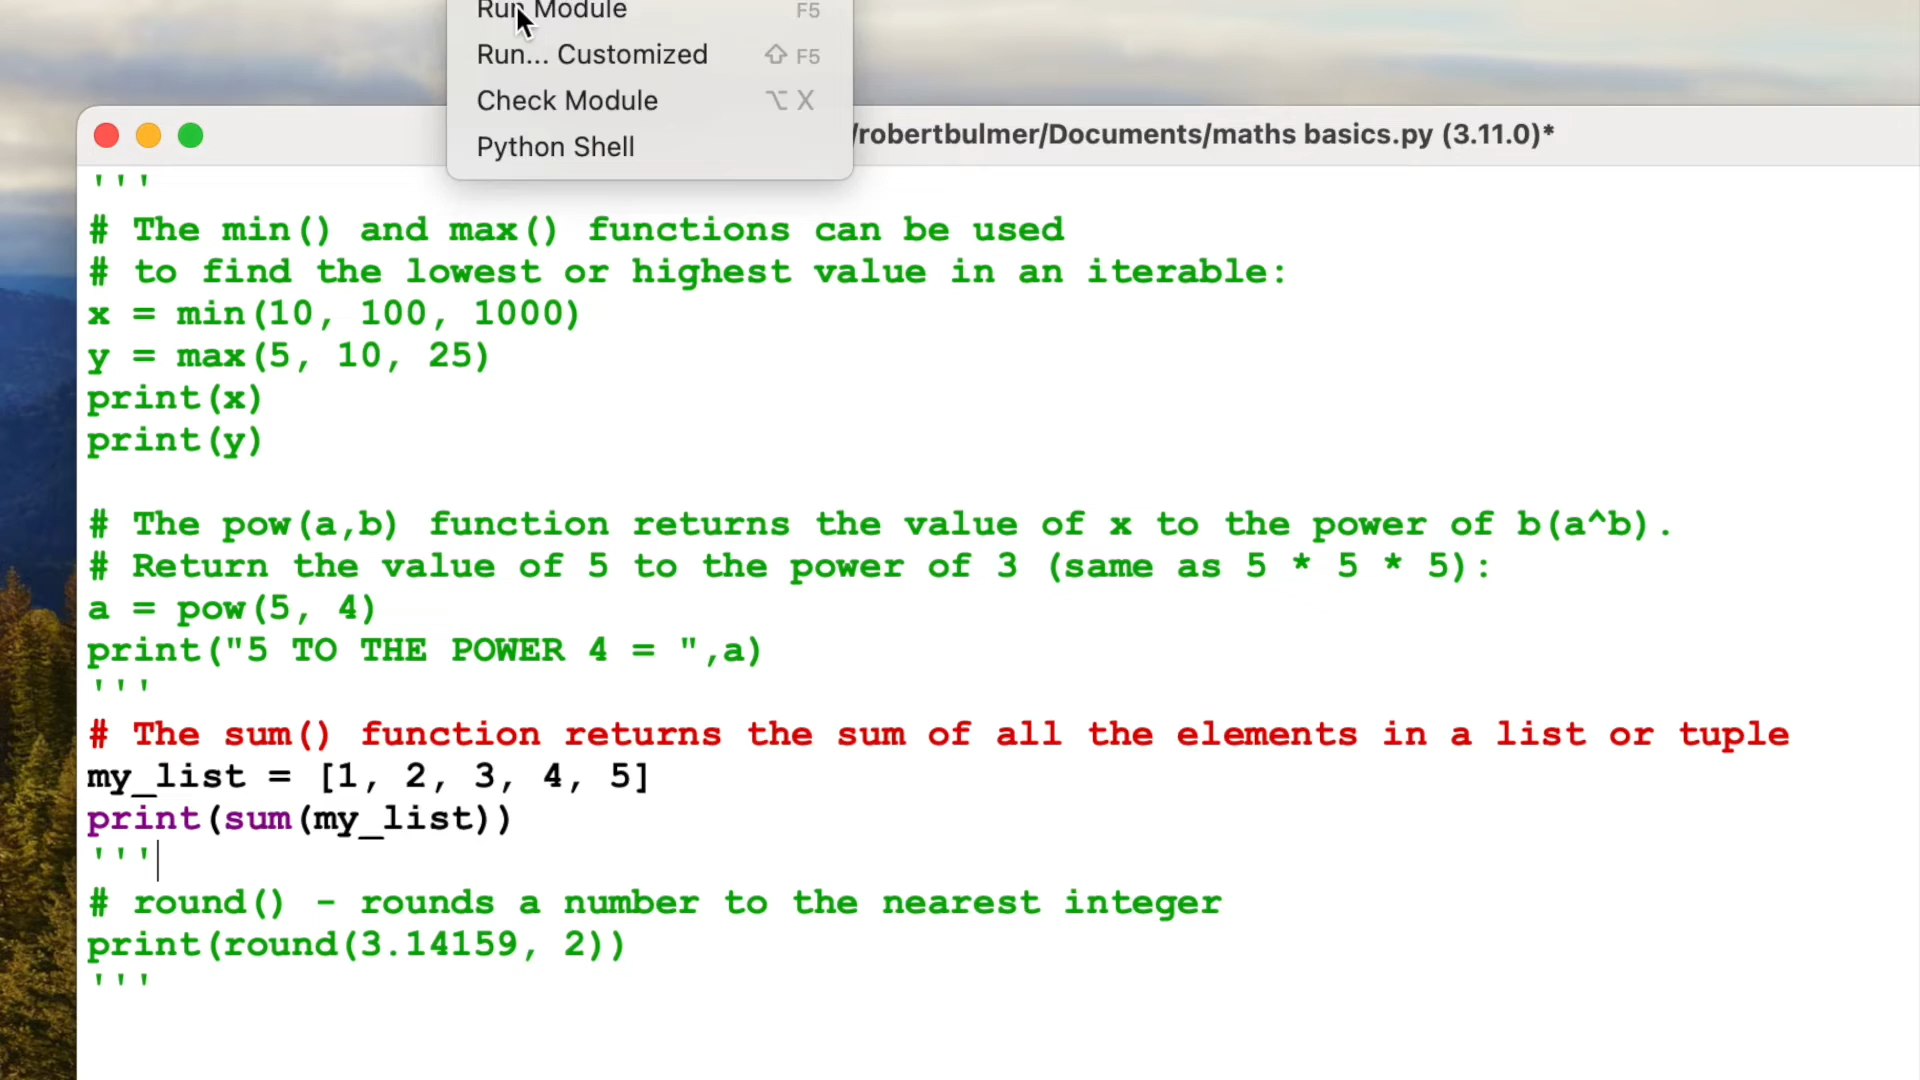 Run Module F5
Run... Customized ⇧ F5
Check Module ⌥ X
Python Shell
/robertbulmer/Documents/maths basics.py (3.11.0)*
'''
# The min() and max() functions can be used
# to find the lowest or highest value in an iterable:
x = min(10, 100, 1000)
y = max(5, 10, 25)
print(x)
print(y)
# The pow(a,b) function returns the value of x to the power of b(a^b).
# Return the value of 5 to the power of 3 (same as 5 * 5 * 5):
a = pow(5, 4)
print("5 TO THE POWER 4 = ",a)
'''
# The sum() function returns the sum of all the elements in a list or tuple
my_list = [1, 2, 3, 4, 5]
print(sum(my_list))
'''
# round() - rounds a number to the nearest integer
print(round(3.14159, 2))
'''